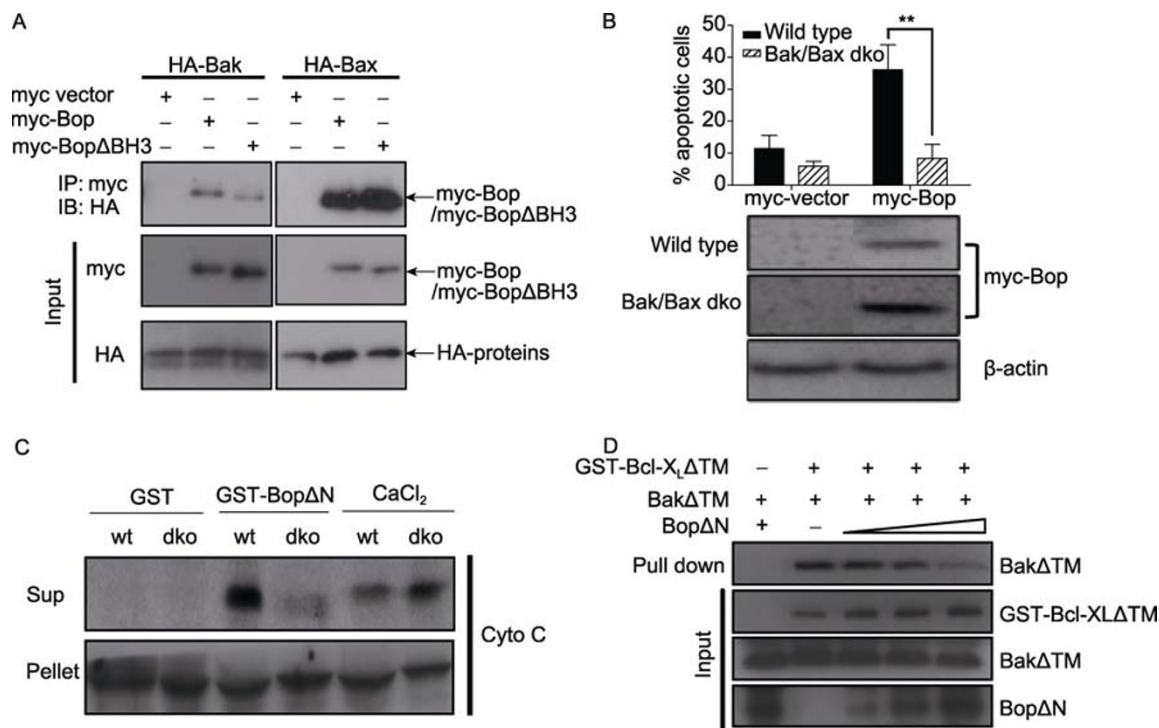 A
HA-Bak HA-Bax
myc vector + – – + – –
myc-Bop – + – – + –
myc-BopΔBH3 – – + – – +
IP: myc
IB: HA
myc-Bop
/myc-BopΔBH3
Input
myc
myc-Bop
/myc-BopΔBH3
HA
HA-proteins
B
% apoptotic cells
50
40
30
20
10
0
Wild type
Bak/Bax dko
**
myc-vector myc-Bop
Wild type
Bak/Bax dko
myc-Bop
β-actin
C
GST GST-BopΔN CaCl₂
wt dko wt dko wt dko
Sup
Pellet
Cyto C
D
GST-Bcl-X_LΔTM – + + + +
BakΔTM + + + + +
BopΔN + –
Pull down BakΔTM
Input
GST-Bcl-XLΔTM
BakΔTM
BopΔN